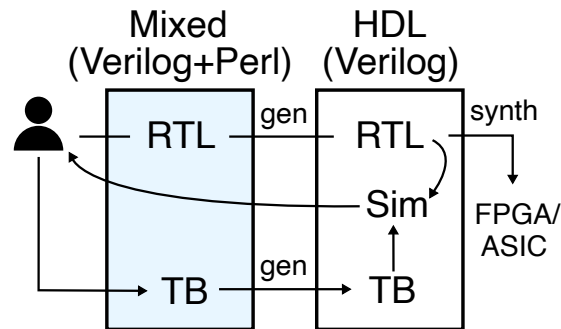 Mixed
(Verilog+Perl)
HDL
(Verilog)
RTL
gen
RTL
synth
Sim
FPGA/
ASIC
TB
gen
TB